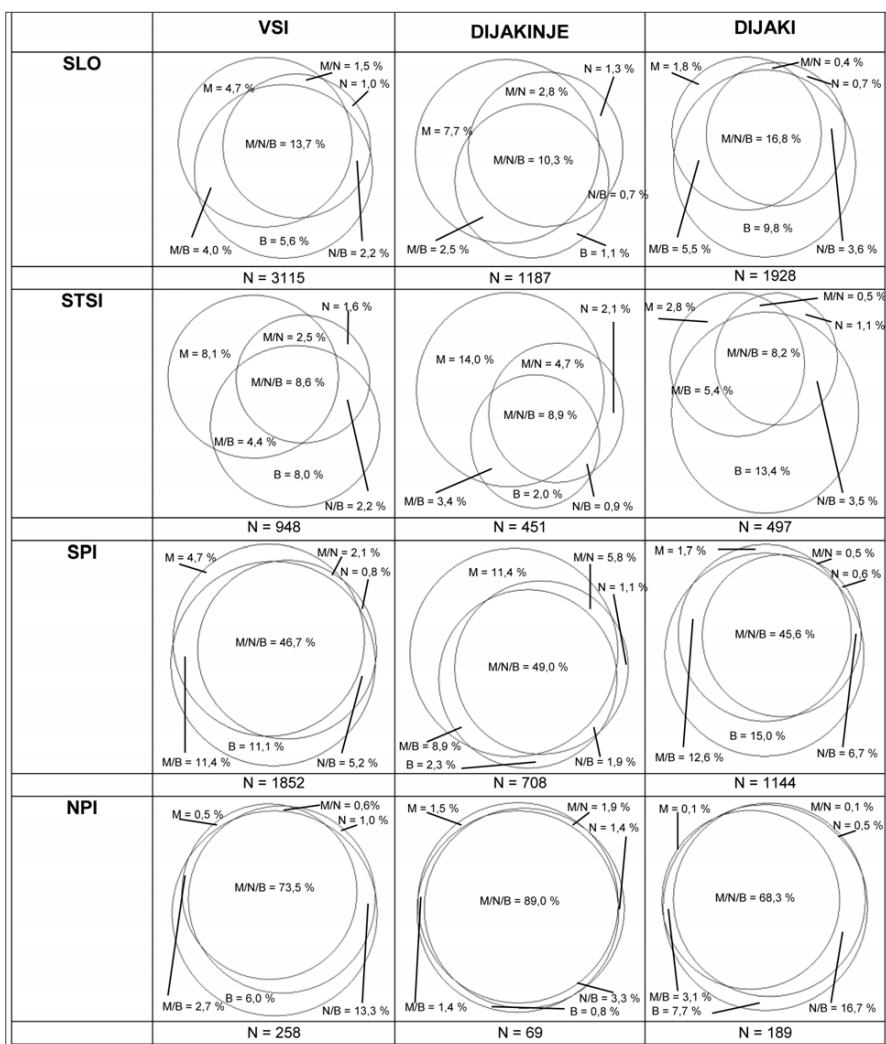 VSI DIJAKINJE DIJAKI
SLO
M = 4,7 %
M/N = 1,5 %
N = 1,0 %
M/N/B = 13,7 %
B = 5,6 %
M/B = 4,0 %
N/B = 2,2 %
N = 3115
N = 1,3 %
M/N = 2,8 %
M = 7,7 %
M/N/B = 10,3 %
N/B = 0,7 %
M/B = 2,5 %
B = 1,1 %
N = 1187
M = 1,8 %
M/N = 0,4 %
N = 0,7 %
M/N/B = 16,8 %
B = 9,8 %
M/B = 5,5 %
N/B = 3,6 %
N = 1928
STSI
N = 1,6 %
M/N = 2,5 %
M = 8,1 %
M/N/B = 8,6 %
M/B = 4,4 %
B = 8,0 %
N/B = 2,2 %
N = 948
N = 2,1 %
M = 14,0 %
M/N = 4,7 %
M/N/B = 8,9 %
M/B = 3,4 %
B = 2,0 %
N/B = 0,9 %
N = 451
M/N = 0,5 %
M = 2,8 %
N = 1,1 %
M/N/B = 8,2 %
M/B = 5,4 %
B = 13,4 %
N/B = 3,5 %
N = 497
SPI
M = 4,7 %
M/N = 2,1 %
N = 0,8 %
M/N/B = 46,7 %
B = 11,1 %
M/B = 11,4 %
N/B = 5,2 %
N = 1852
M/N = 5,8 %
M = 11,4 %
N = 1,1 %
M/N/B = 49,0 %
M/B = 8,9 %
B = 2,3 %
N/B = 1,9 %
N = 708
M = 1,7 %
M/N = 0,5 %
N = 0,6 %
M/N/B = 45,6 %
B = 15,0 %
M/B = 12,6 %
N/B = 6,7 %
N = 1144
NPI
M = 0,5 %
M/N = 0,6%
N = 1,0 %
M/N/B = 73,5 %
B = 6,0 %
M/B = 2,7 %
N/B = 13,3 %
N = 258
M = 1,5 %
M/N = 1,9 %
N = 1,4 %
M/N/B = 89,0 %
N/B = 3,3 %
M/B = 1,4 %
B = 0,8 %
N = 69
M = 0,1 %
M/N = 0,1 %
N = 0,5 %
M/N/B = 68,3 %
M/B = 3,1 %
B = 7,7 %
N/B = 16,7 %
N = 189